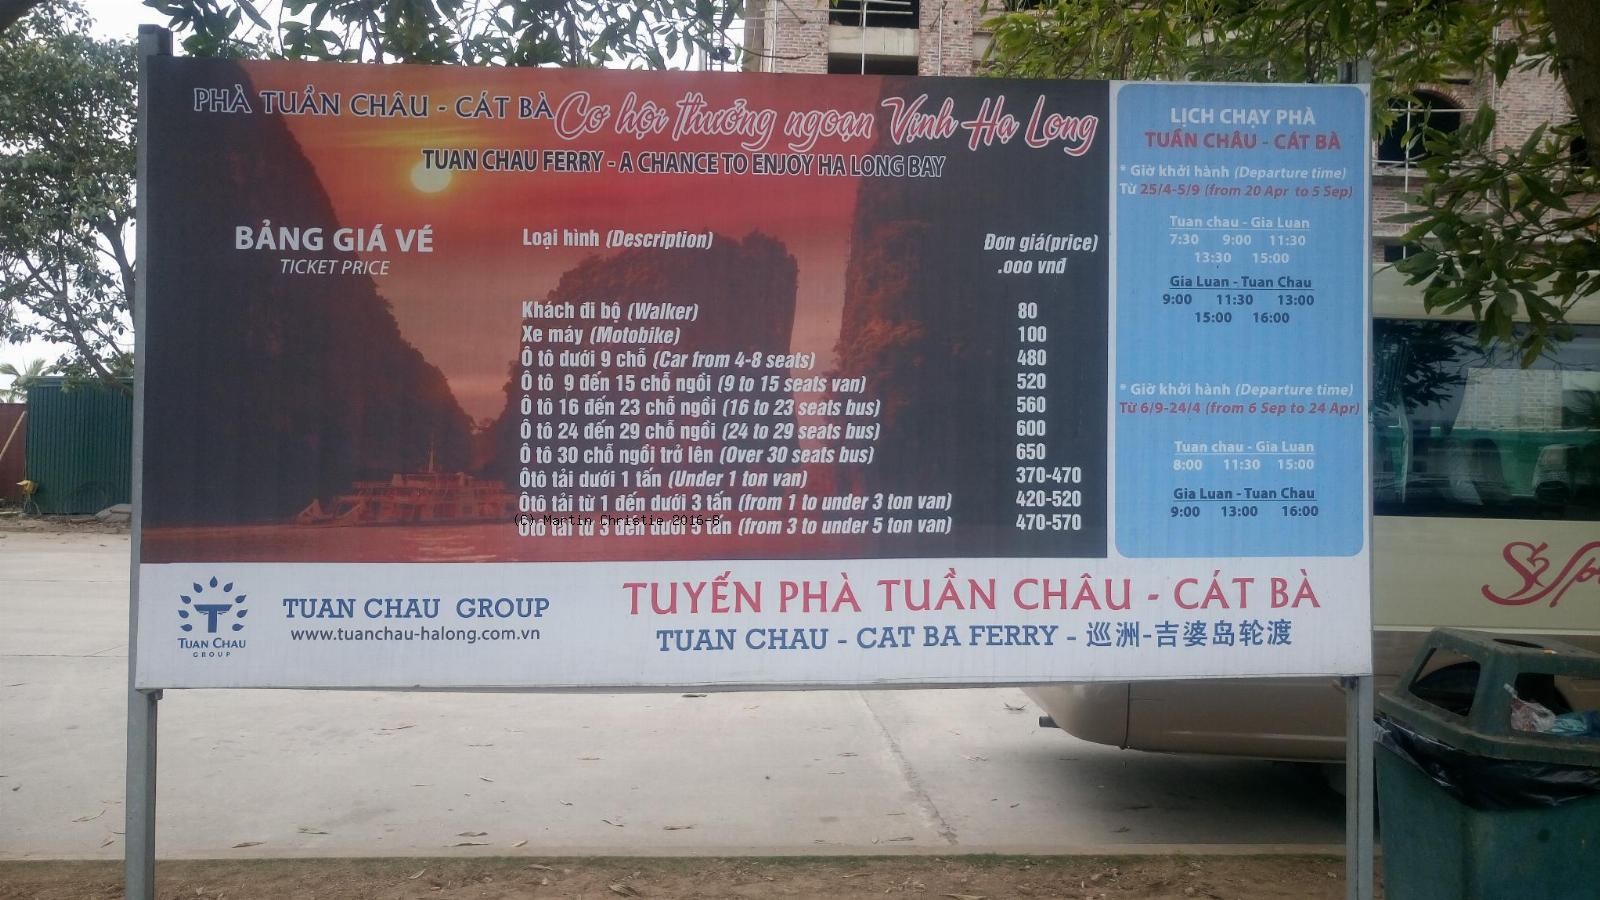 PHÀ TUẦN CHÂU - CÁT BÀ Cơ hội thưởng ngoạn Vịnh Hạ Long
TUAN CHAU FERRY - A CHANCE TO ENJOY HA LONG BAY
BẢNG GIÁ VÉ
TICKET PRICE
Loại hình (Description) Đơn giá(price)
.000 vnđ
Khách đi bộ (Walker) 80
Xe máy (Motobike) 100
Ô tô dưới 9 chỗ (Car from 4-8 seats) 480
Ô tô 9 đến 15 chỗ ngồi (9 to 15 seats van) 520
Ô tô 16 đến 23 chỗ ngồi (16 to 23 seats bus) 560
Ô tô 24 đến 29 chỗ ngồi (24 to 29 seats bus) 600
Ô tô 30 chỗ ngồi trở lên (Over 30 seats bus) 650
Ôtô tải dưới 1 tấn (Under 1 ton van) 370-470
Ôtô tải từ 1 đến dưới 3 tấn (from 1 to under 3 ton van) 420-520
Ôtô tải từ 3 đến dưới 5 tấn (from 3 to under 5 ton van) 470-570
(C) Martin Christie 2016-8
LỊCH CHẠY PHÀ
TUẦN CHÂU - CÁT BÀ
* Giờ khởi hành (Departure time)
Từ 25/4-5/9 (from 20 Apr to 5 Sep)
Tuan chau - Gia Luan
7:30 9:00 11:30
13:30 15:00
Gia Luan - Tuan Chau
9:00 11:30 13:00
15:00 16:00
* Giờ khởi hành (Departure time)
Từ 6/9-24/4 (from 6 Sep to 24 Apr)
Tuan chau - Gia Luan
8:00 11:30 15:00
Gia Luan - Tuan Chau
9:00 13:00 16:00
TUAN CHAU
GROUP
TUAN CHAU GROUP
www.tuanchau-halong.com.vn
TUYẾN PHÀ TUẦN CHÂU - CÁT BÀ
TUAN CHAU - CAT BA FERRY - 巡洲-吉婆岛轮渡